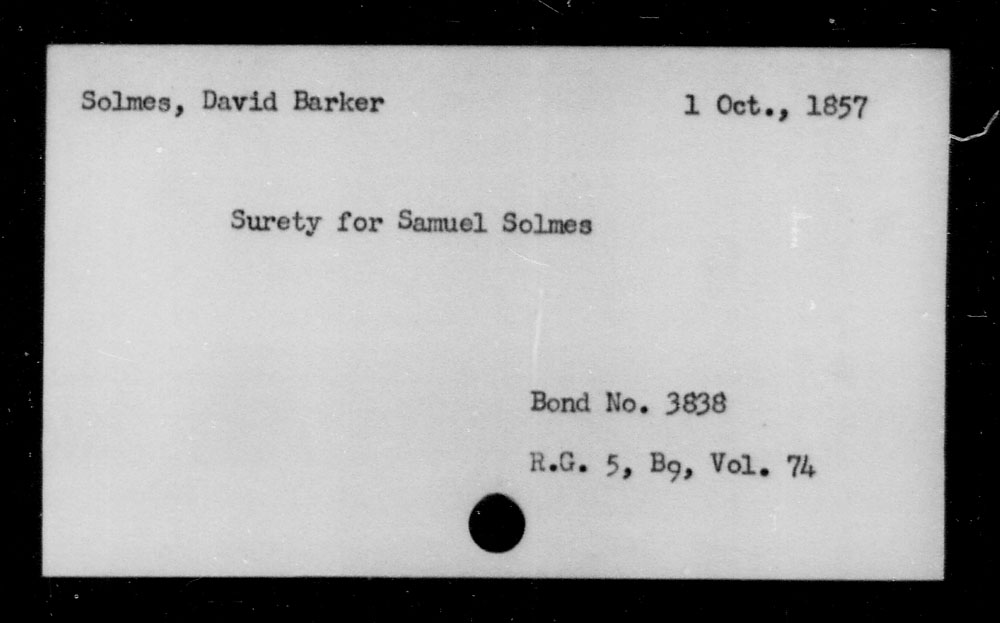 Solmes, David Barker 1 Oct., 1857
Surety for Samuel Solmes
Bond No. 3838
R.G. 5, B9, Vol. 74